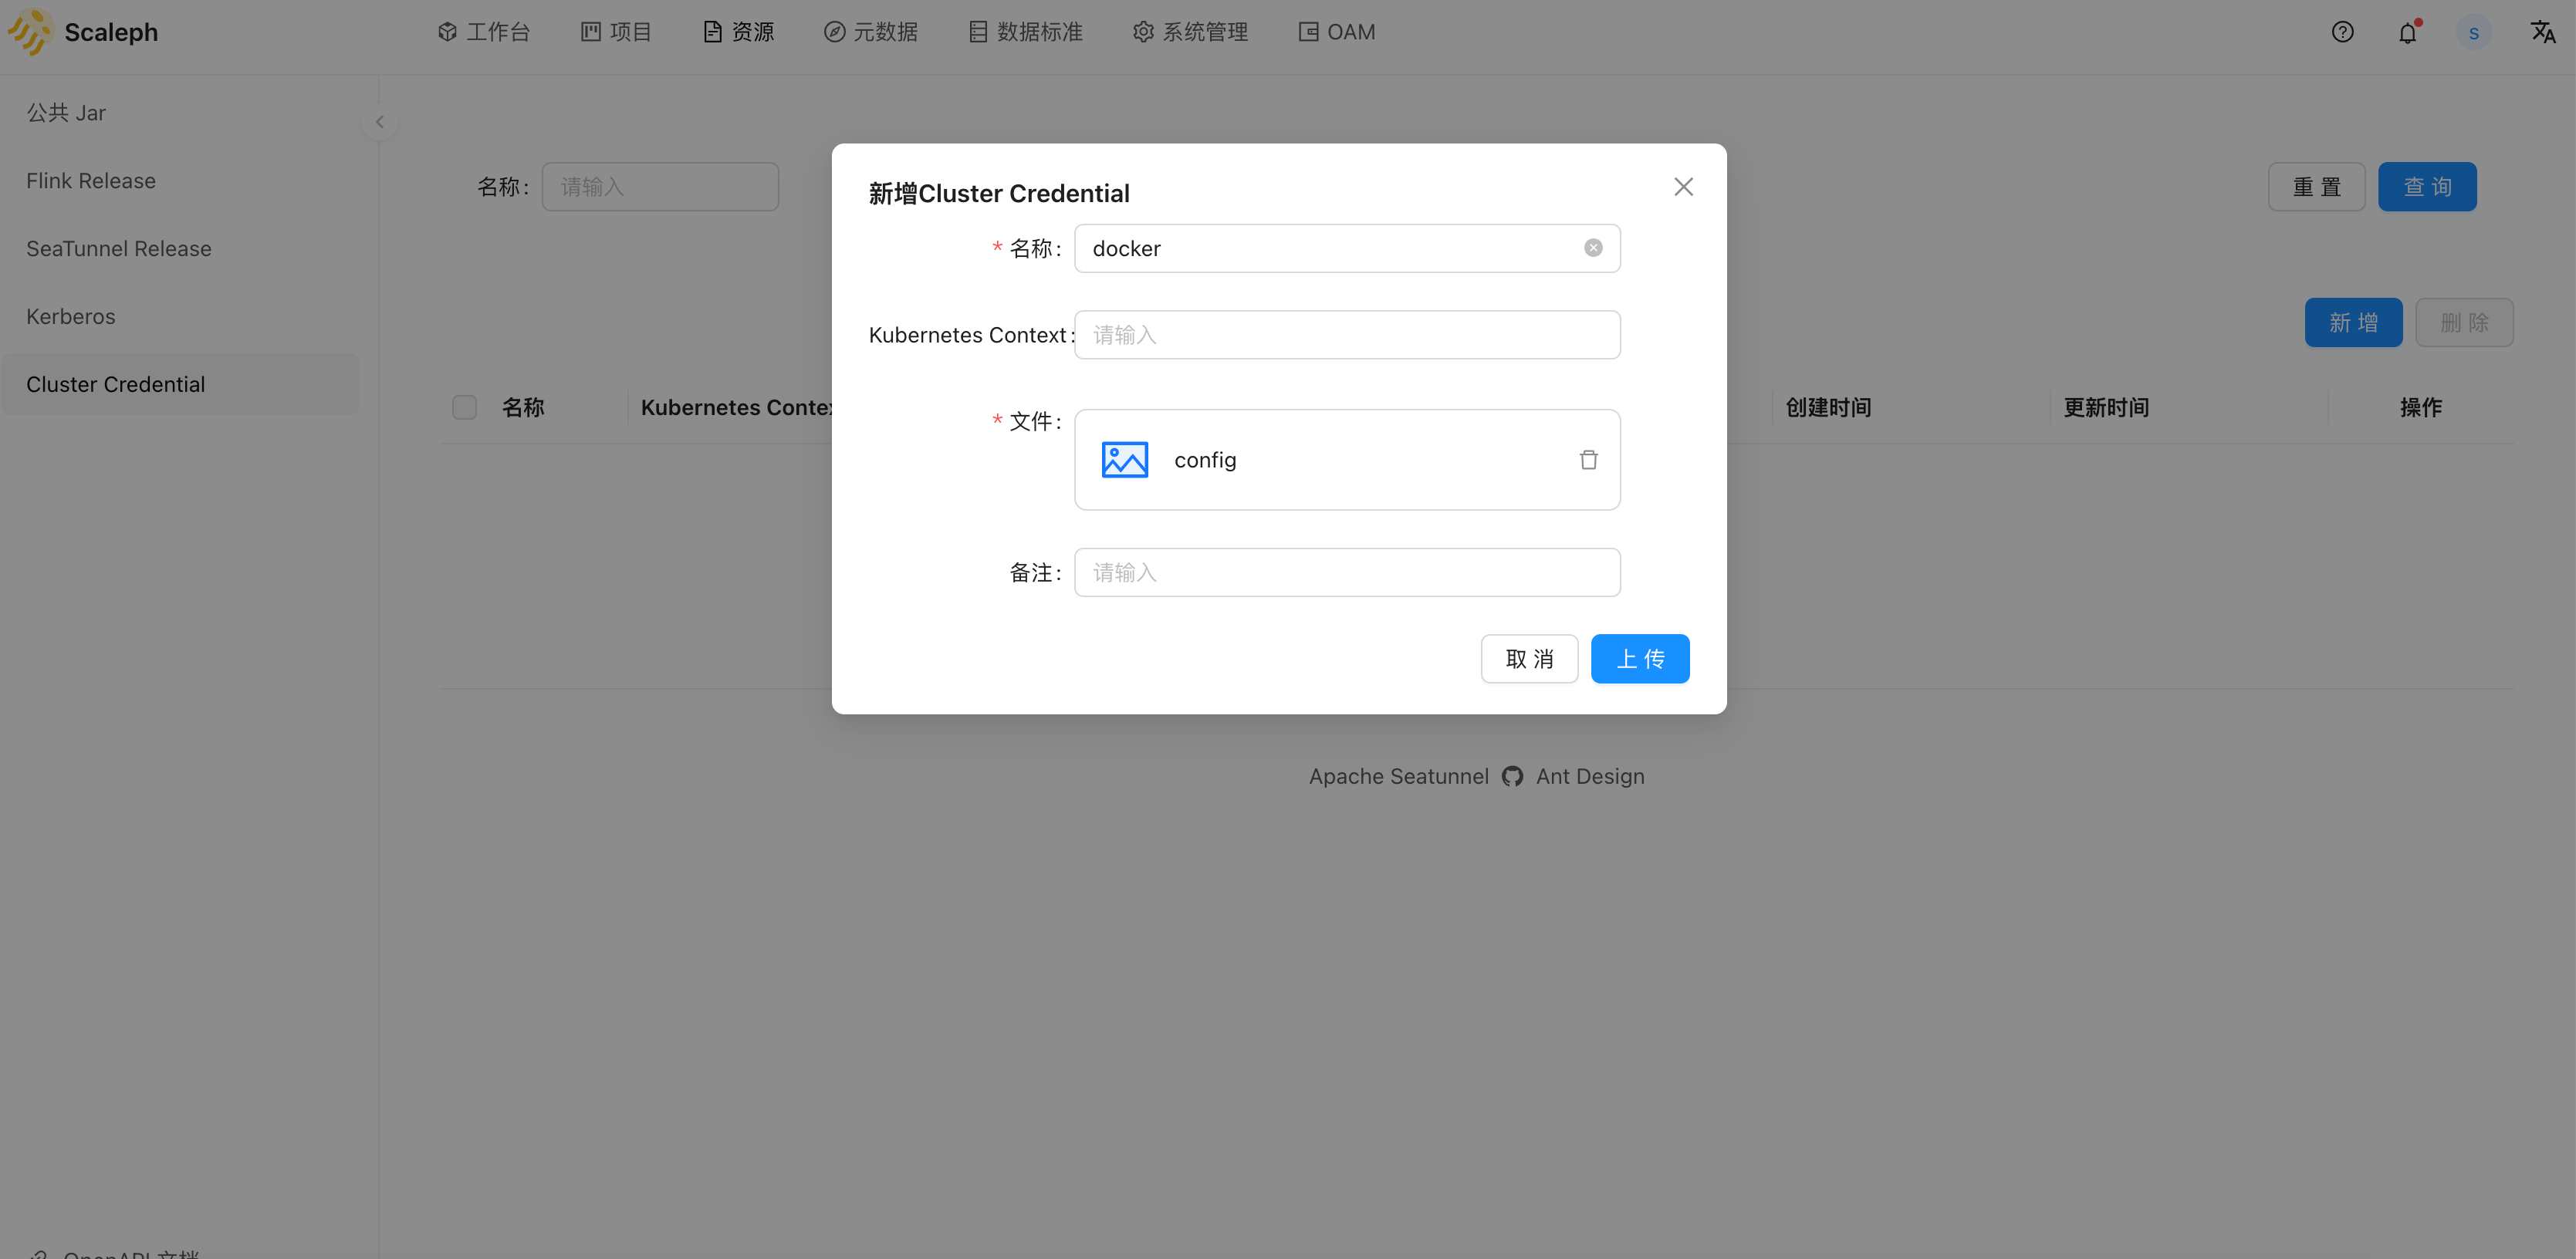 Scaleph
工作台
项目
资源
元数据
数据标准
系统管理
OAM
s
公共 Jar
Flink Release
SeaTunnel Release
Kerberos
Cluster Credential
名称 : 请输入
重 置
查 询
新 增
删 除
名称
Kubernetes Contex
创建时间
更新时间
操作
新增Cluster Credential
* 名称 : docker
Kubernetes Context : 请输入
* 文件 : config
备注 : 请输入
取 消
上 传
Apache Seatunnel Ant Design
OpenAPI 文档